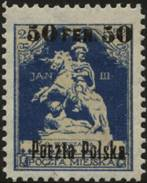 50 FEN 50
JAN III
Poczta Polska
POCZTA MIEJSKA